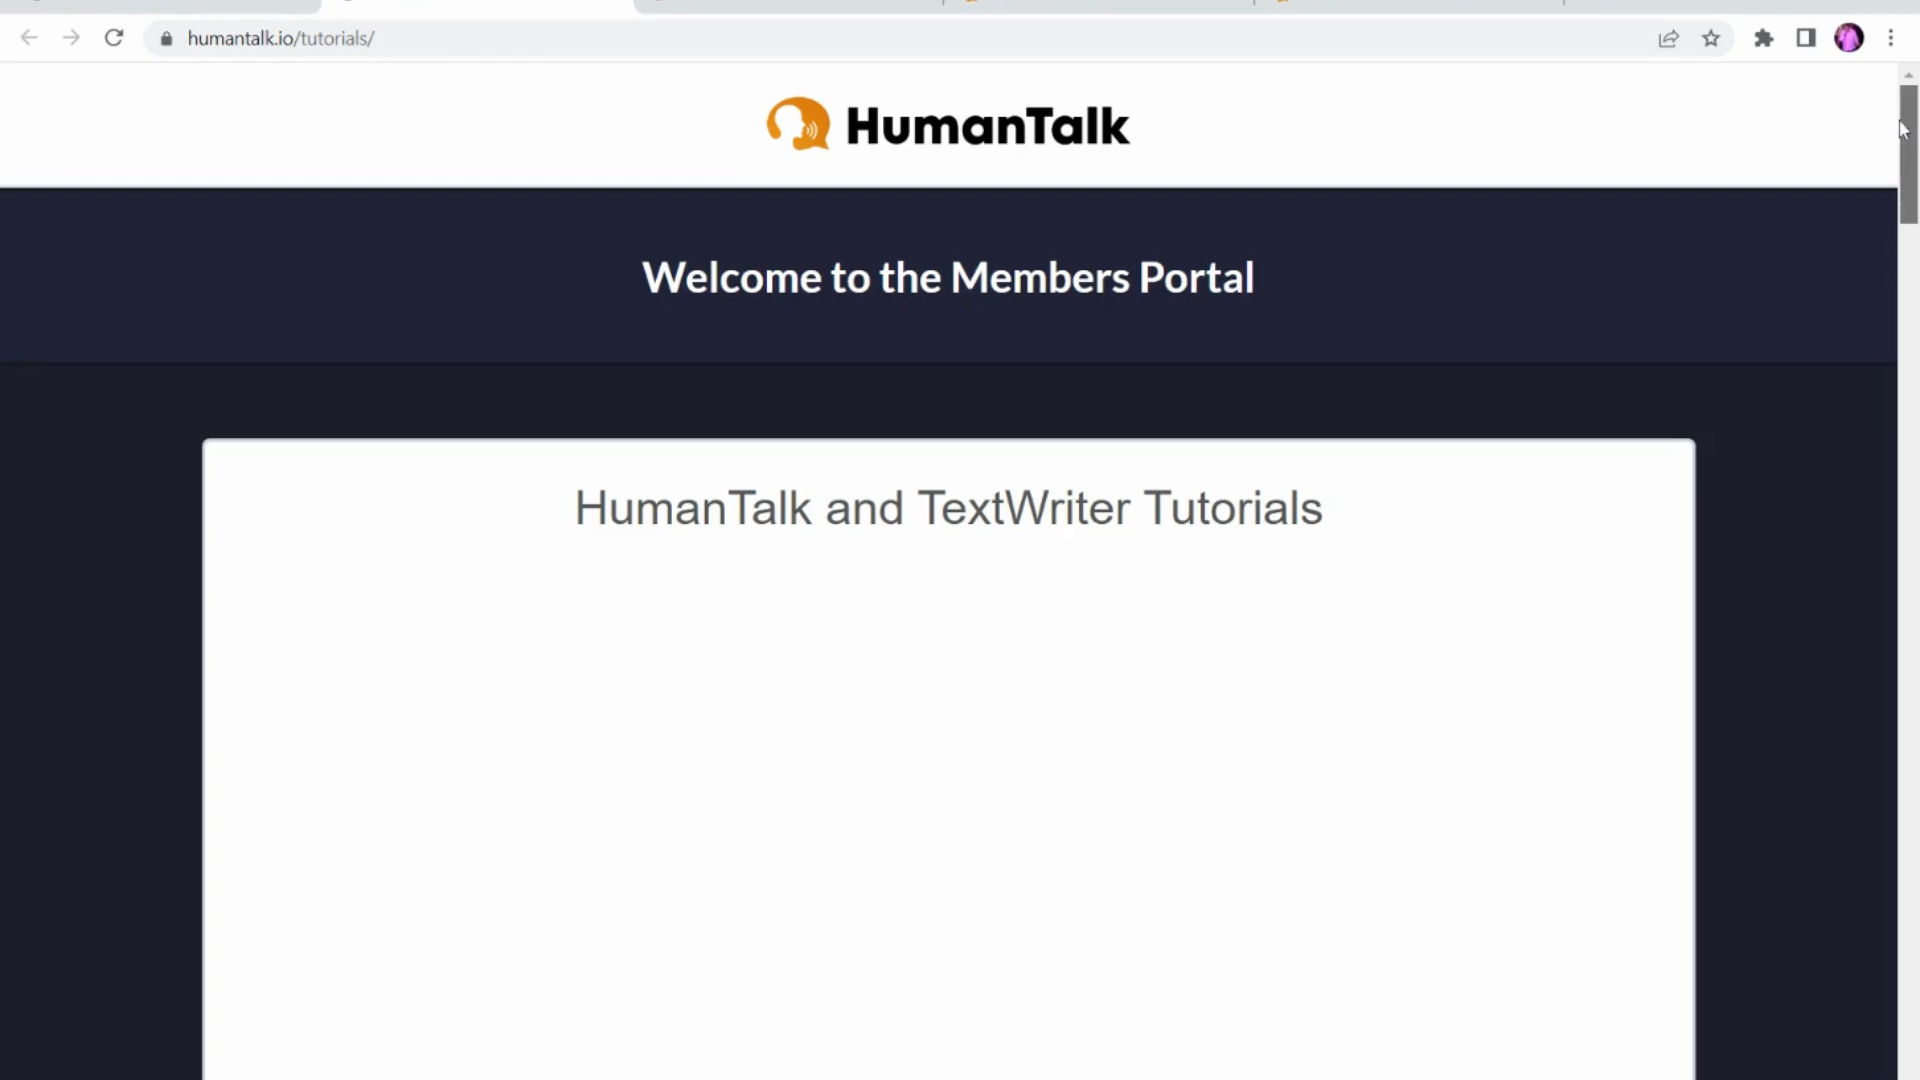 humantalk.io/tutorials/
HumanTalk
Welcome to the Members Portal
HumanTalk and TextWriter Tutorials